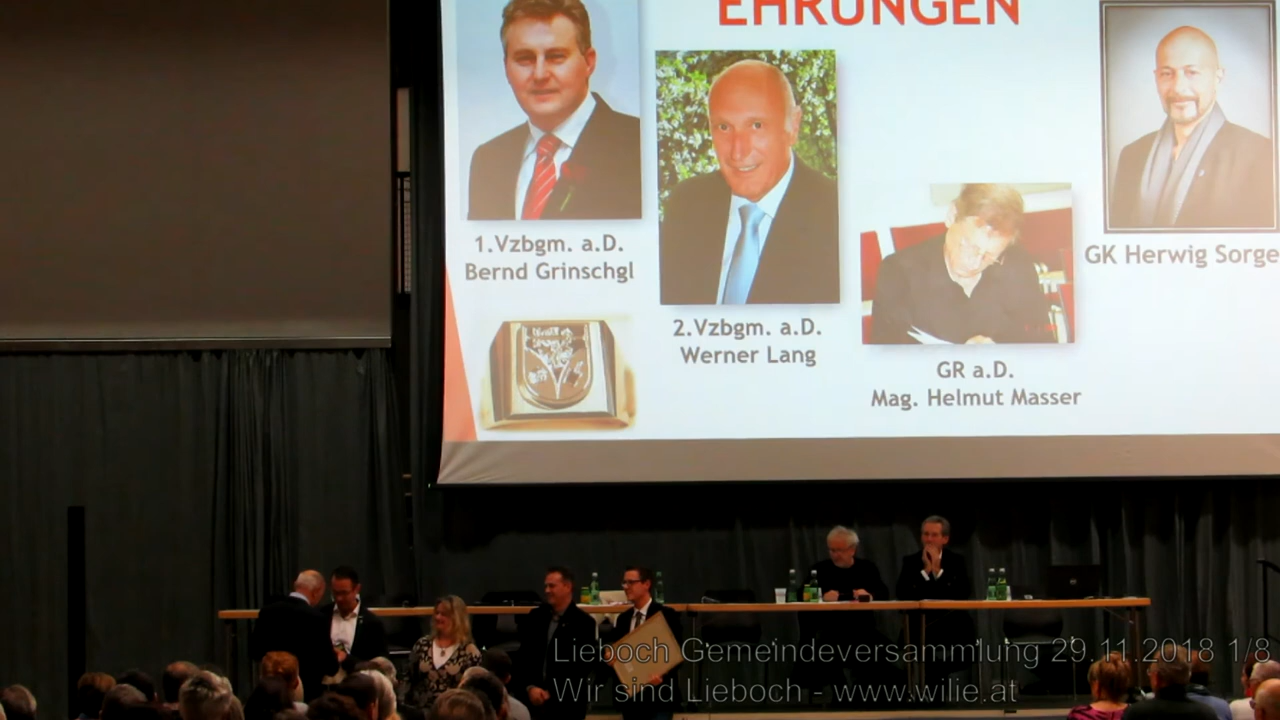 EHRUNGEN
1.Vzbgm. a.D.
Bernd Grinschgl
2.Vzbgm. a.D.
Werner Lang
GR a.D.
Mag. Helmut Masser
GK Herwig Sorge
Lieboch Gemeindeversammlung 29.11.2018 1/8
Wir sind Lieboch - www.wilie.at